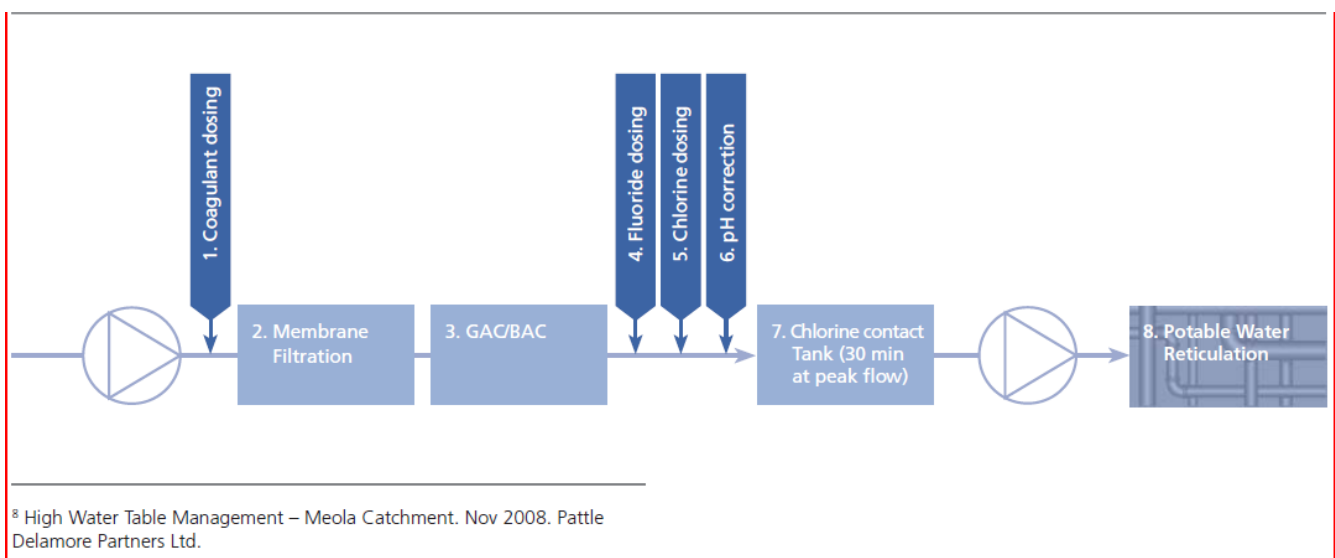 1. Coagulant dosing
2. Membrane
Filtration
3. GAC/BAC
4. Fluoride dosing
5. Chlorine dosing
6. pH correction
7. Chlorine contact
Tank (30 min
at peak flow)
8. Potable Water
Reticulation
8 High Water Table Management – Meola Catchment. Nov 2008. Pattle
Delamore Partners Ltd.